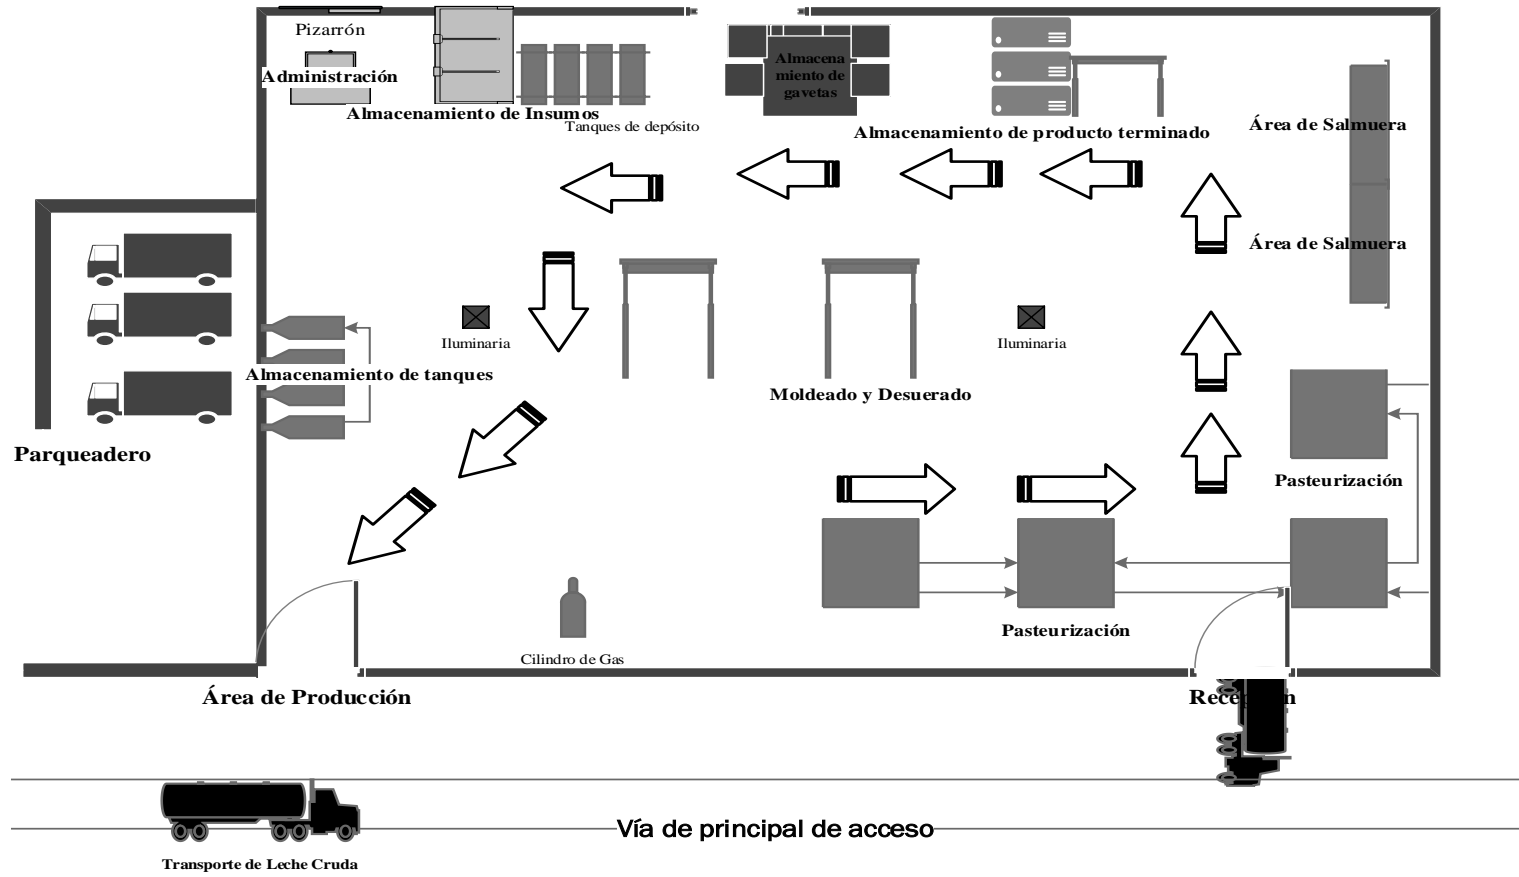 Pizarrón
Administración
Almacenamiento de Insumos
Tanques de depósito
Almacena
miento de
gavetas
Almacenamiento de producto terminado
Área de Salmuera
Área de Salmuera
Iluminaria
Iluminaria
Almacenamiento de tanques
Moldeado y Desuerado
Parqueadero
Pasteurización
Pasteurización
Cilindro de Gas
Área de Producción
Recepción
Vía de principal de acceso
Transporte de Leche Cruda